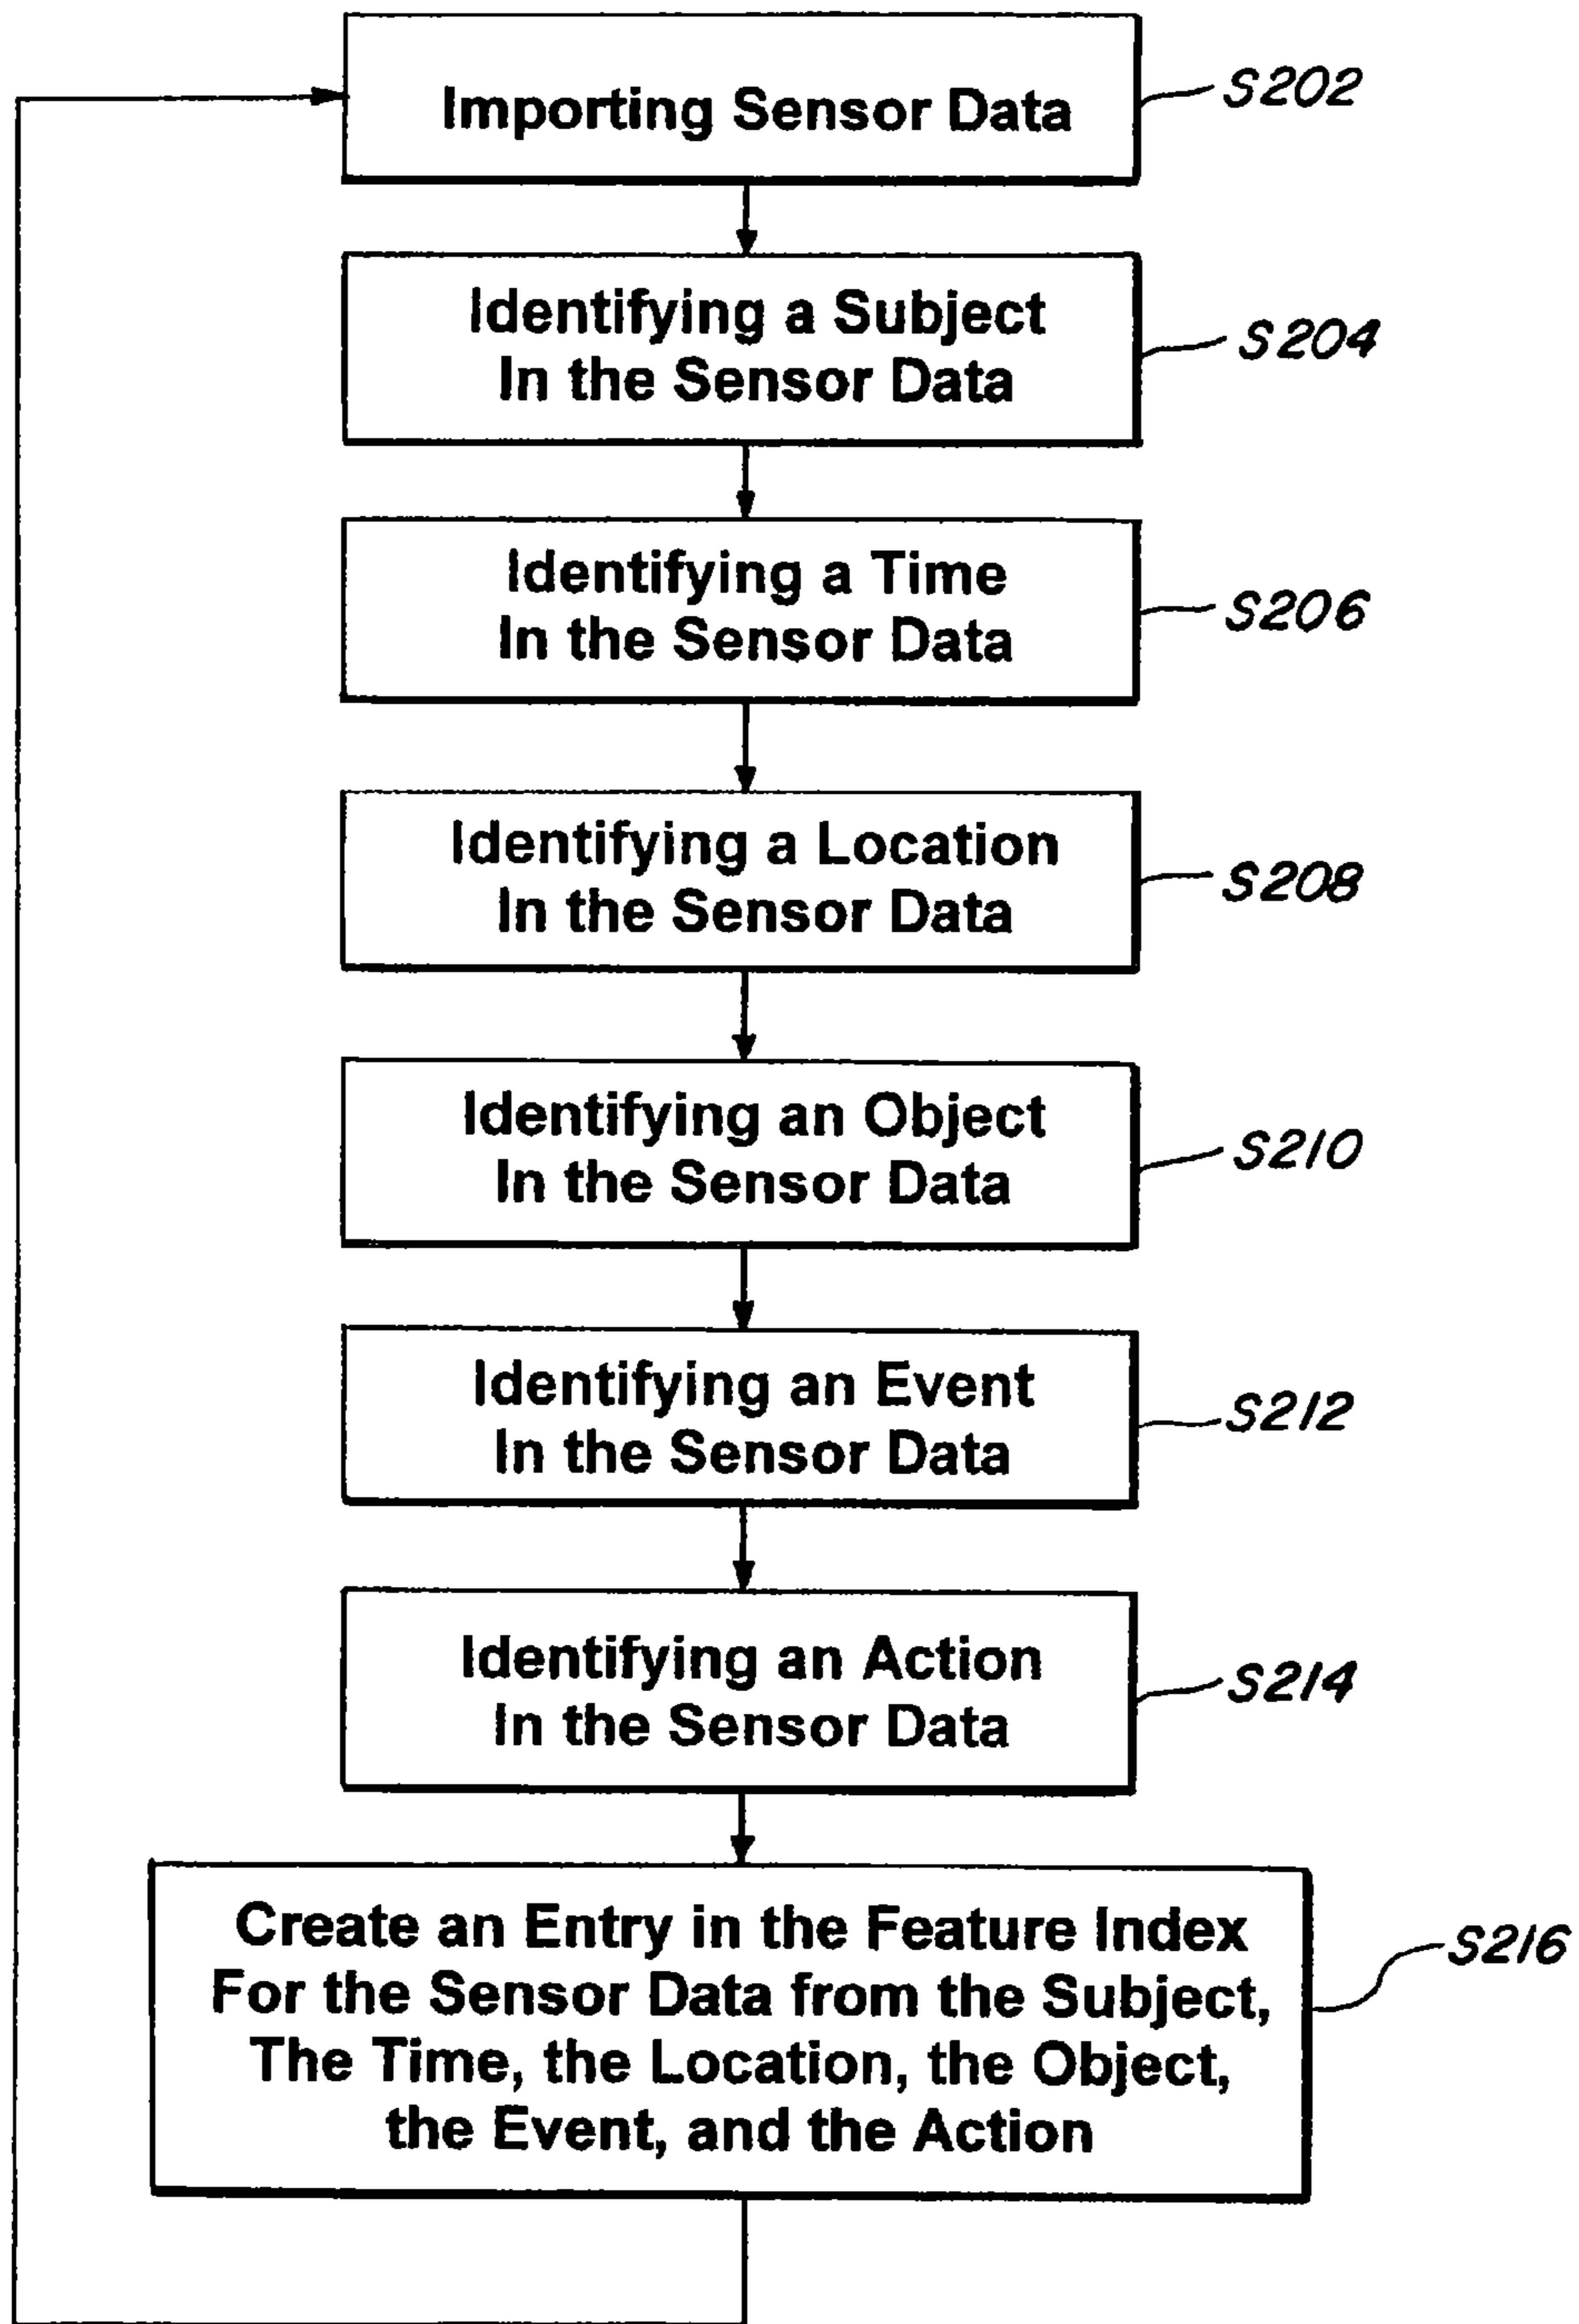 Importing Sensor Data
S202
Identifying a Subject
In the Sensor Data
S204
Identifying a Time
In the Sensor Data
S206
Identifying a Location
In the Sensor Data
S208
Identifying an Object
In the Sensor Data
S210
Identifying an Event
In the Sensor Data
S212
Identifying an Action
In the Sensor Data
S214
Create an Entry in the Feature Index
For the Sensor Data from the Subject,
The Time, the Location, the Object,
the Event, and the Action
S216